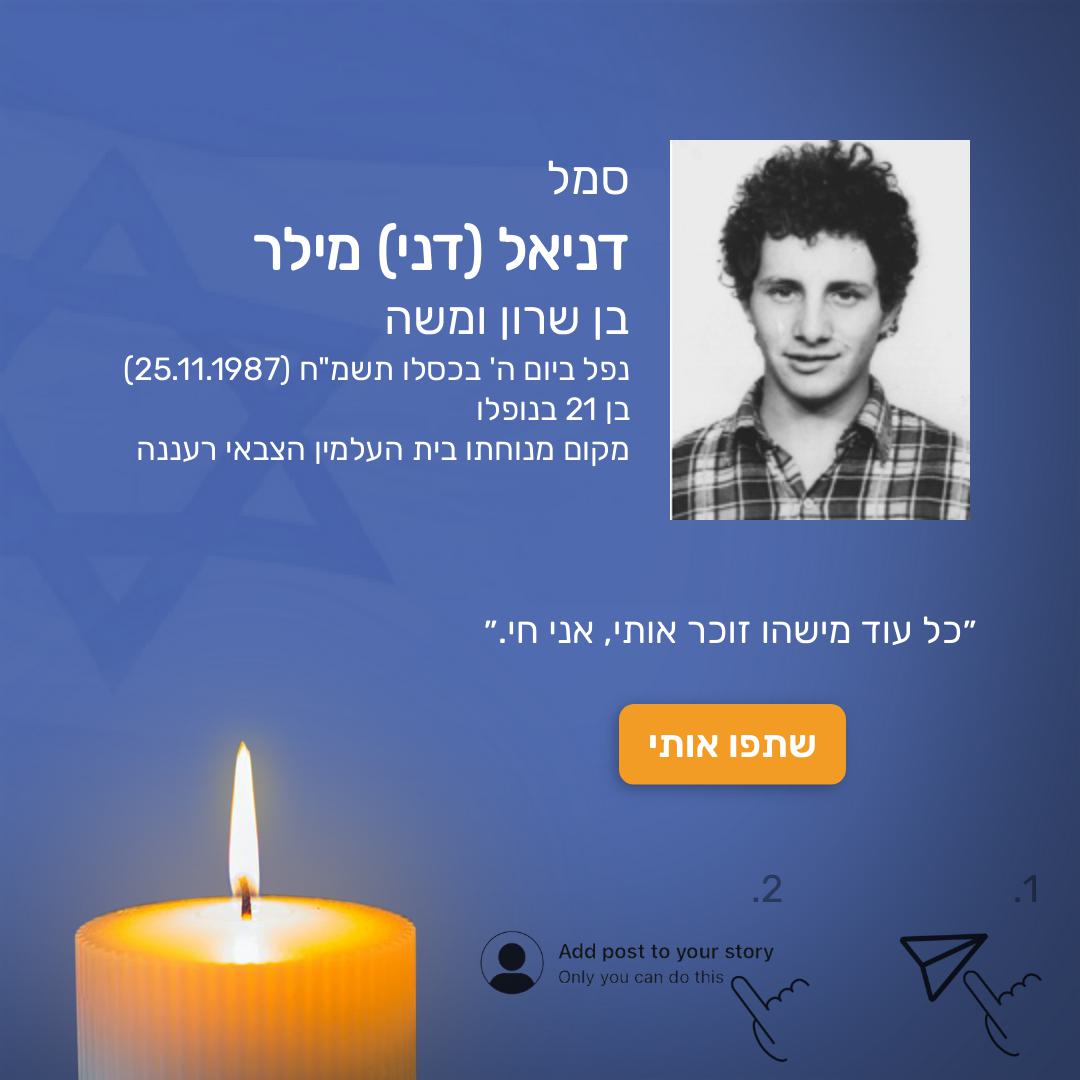 סמל
דניאל (דני) מילר
בן שרון ומשה
נפל ביום ה' בכסלו תשמ"ח (25.11.1987)
בן 21 בנופלו
מקום מנוחתו בית העלמין הצבאי רעננה
״כל עוד מישהו זוכר אותי, אני חי.״
שתפו אותי
1.
2.
Add post to your story
Only you can do this